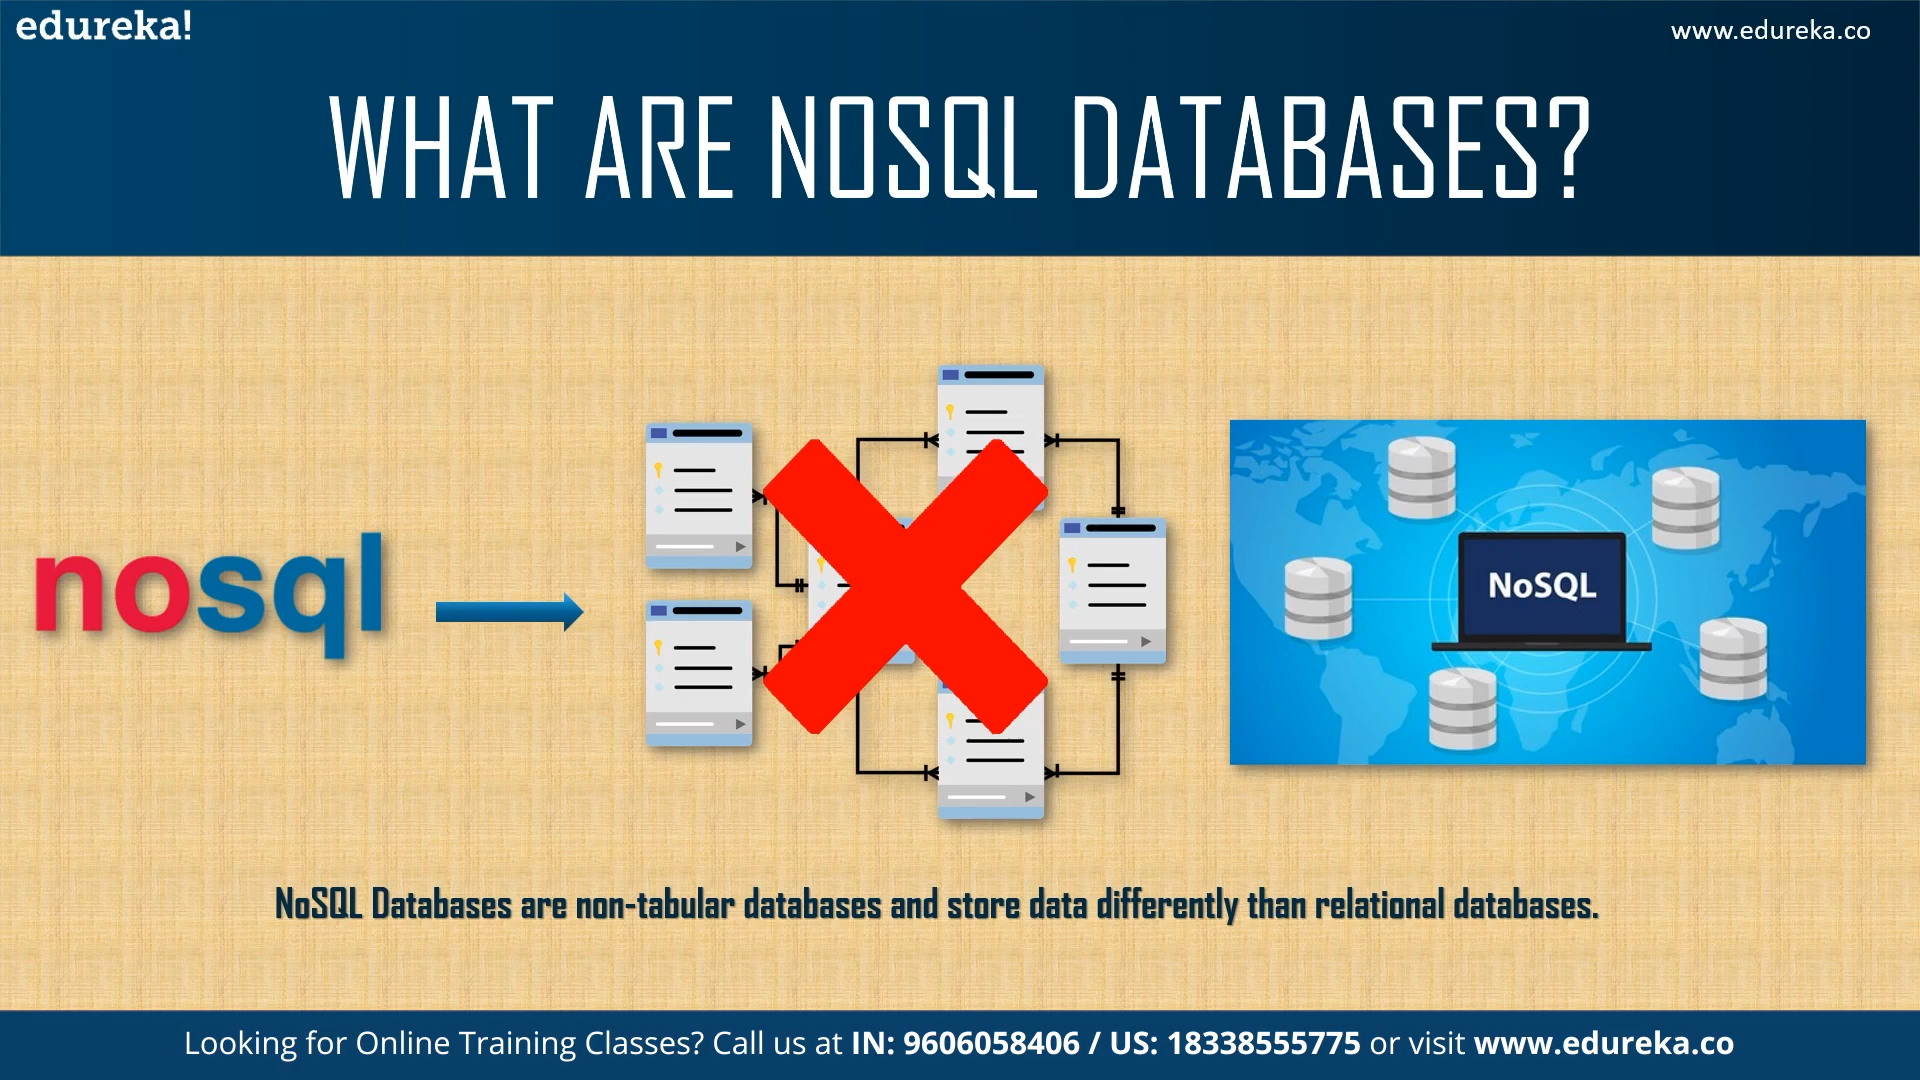 edureka!
www.edureka.co
WHAT ARE NOSQL DATABASES?
nosql
NoSQL
NoSQL Databases are non-tabular databases and store data differently than relational databases.
Looking for Online Training Classes? Call us at IN: 9606058406 / US: 18338555775 or visit www.edureka.co